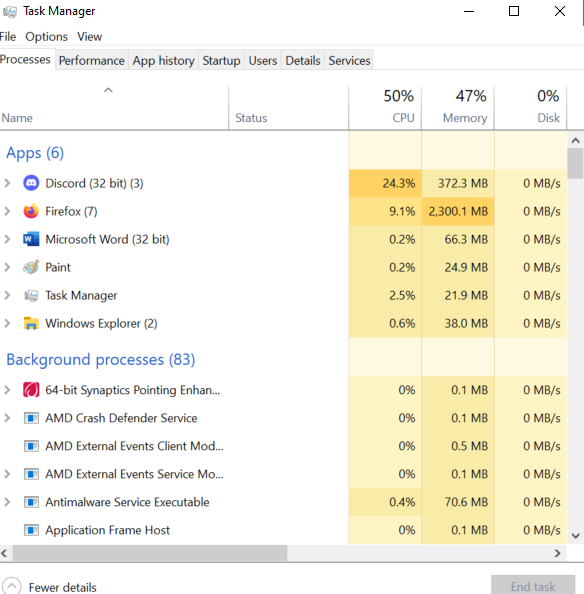 Task Manager
File Options View
Processes Performance App history Startup Users Details Services
50% 47% 0%
Name Status CPU Memory Disk
Apps (6)
Discord (32 bit) (3) 24.3% 372.3 MB 0 MB/s
Firefox (7) 9.1% 2,300.1 MB 0 MB/s
Microsoft Word (32 bit) 0.2% 66.3 MB 0 MB/s
Paint 0.2% 24.9 MB 0 MB/s
Task Manager 2.5% 21.9 MB 0 MB/s
Windows Explorer (2) 0.6% 38.0 MB 0 MB/s
Background processes (83)
64-bit Synaptics Pointing Enhan... 0% 0.1 MB 0 MB/s
AMD Crash Defender Service 0% 0.1 MB 0 MB/s
AMD External Events Client Mod... 0% 0.5 MB 0 MB/s
AMD External Events Service Mo... 0% 0.1 MB 0 MB/s
Antimalware Service Executable 0.4% 70.6 MB 0 MB/s
Application Frame Host 0% 0.1 MB 0 MB/s
Fewer details End task